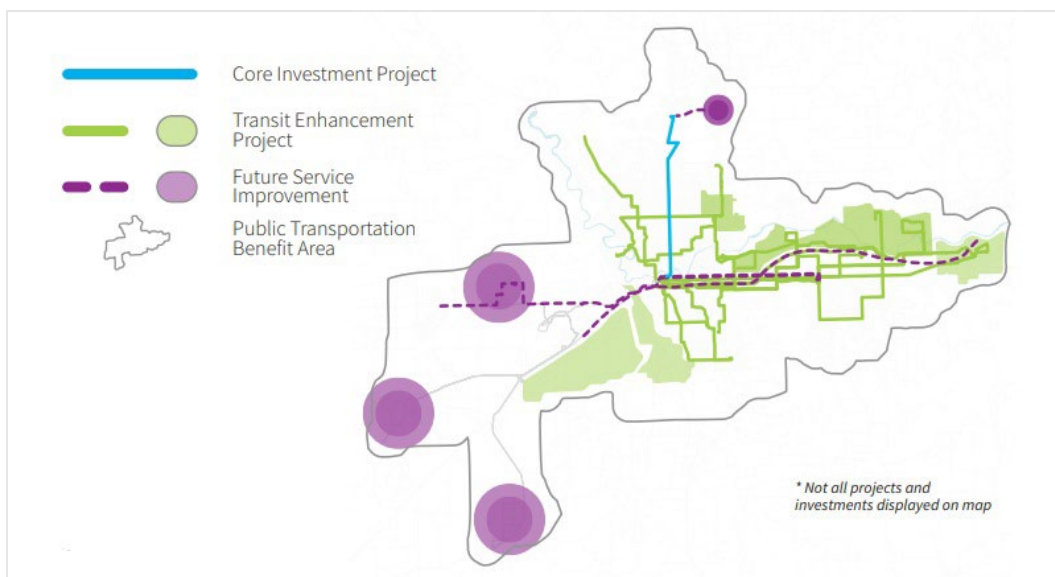 Core Investment Project
Transit Enhancement
Project
Future Service
Improvement
Public Transportation
Benefit Area
* Not all projects and
investments displayed on map